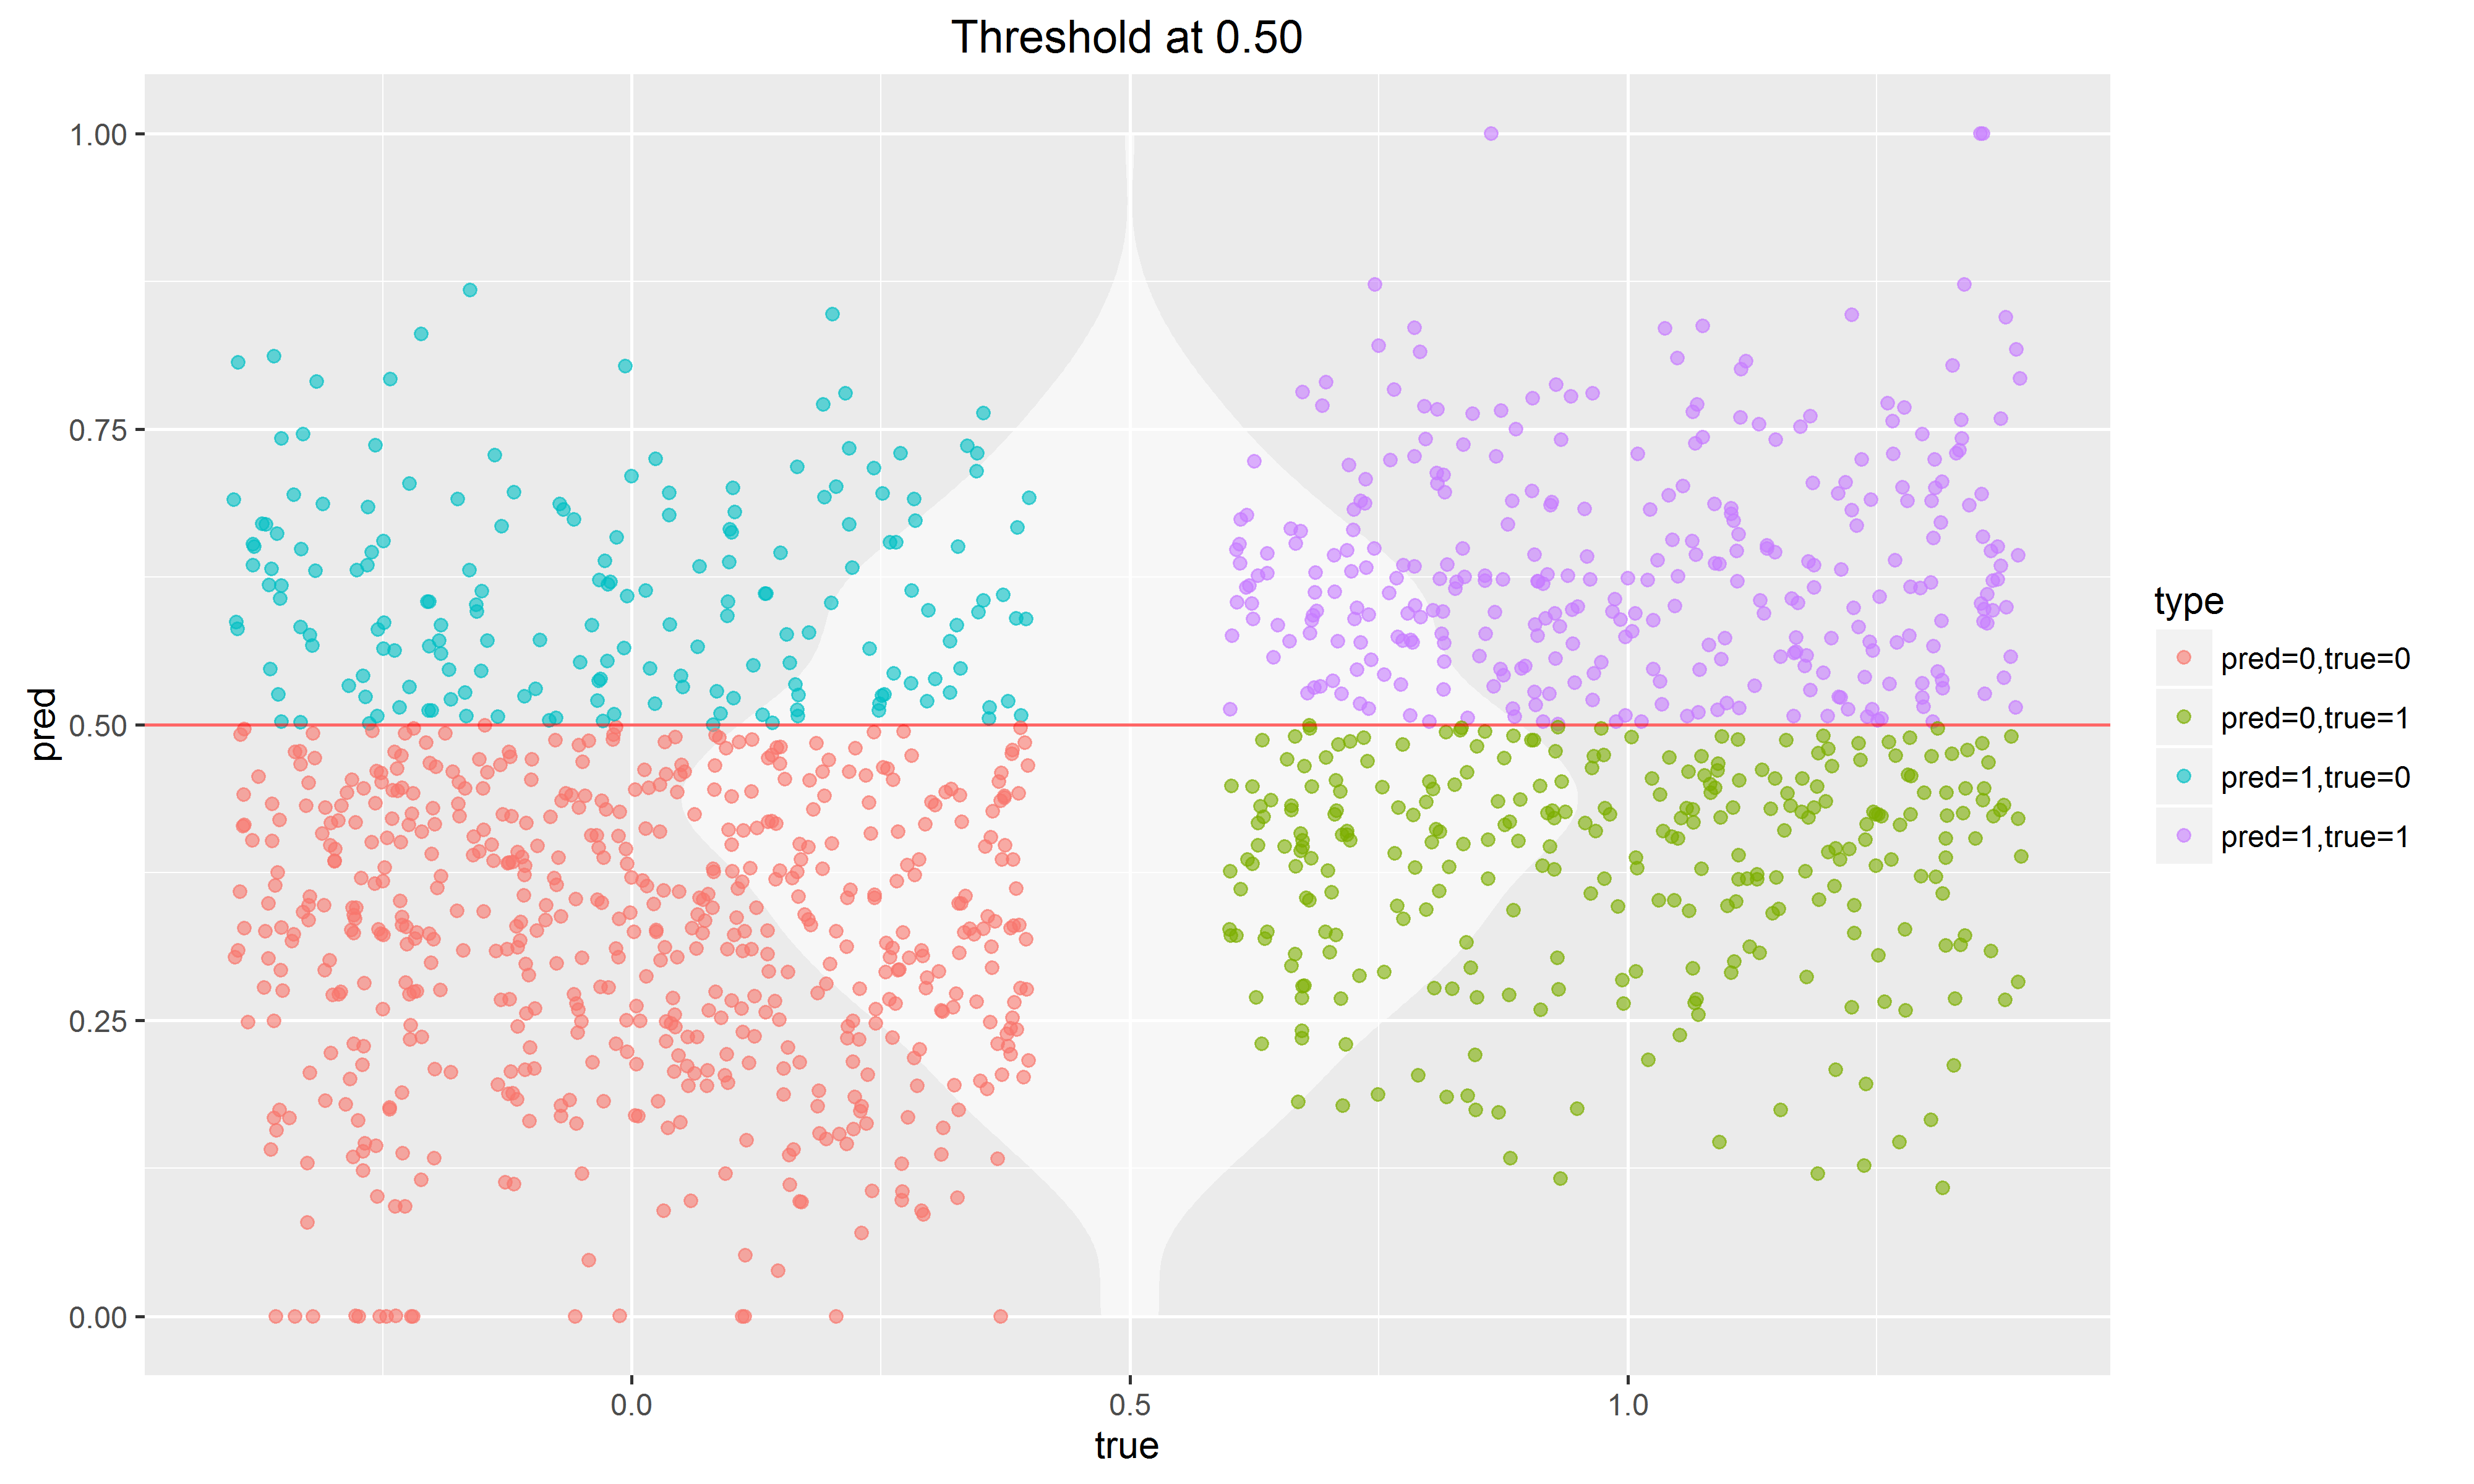 Threshold at 0.50
1.00
0.75
0.50
0.25
0.00
pred
0.0 0.5 1.0
true
type
pred=0,true=0
pred=0,true=1
pred=1,true=0
pred=1,true=1